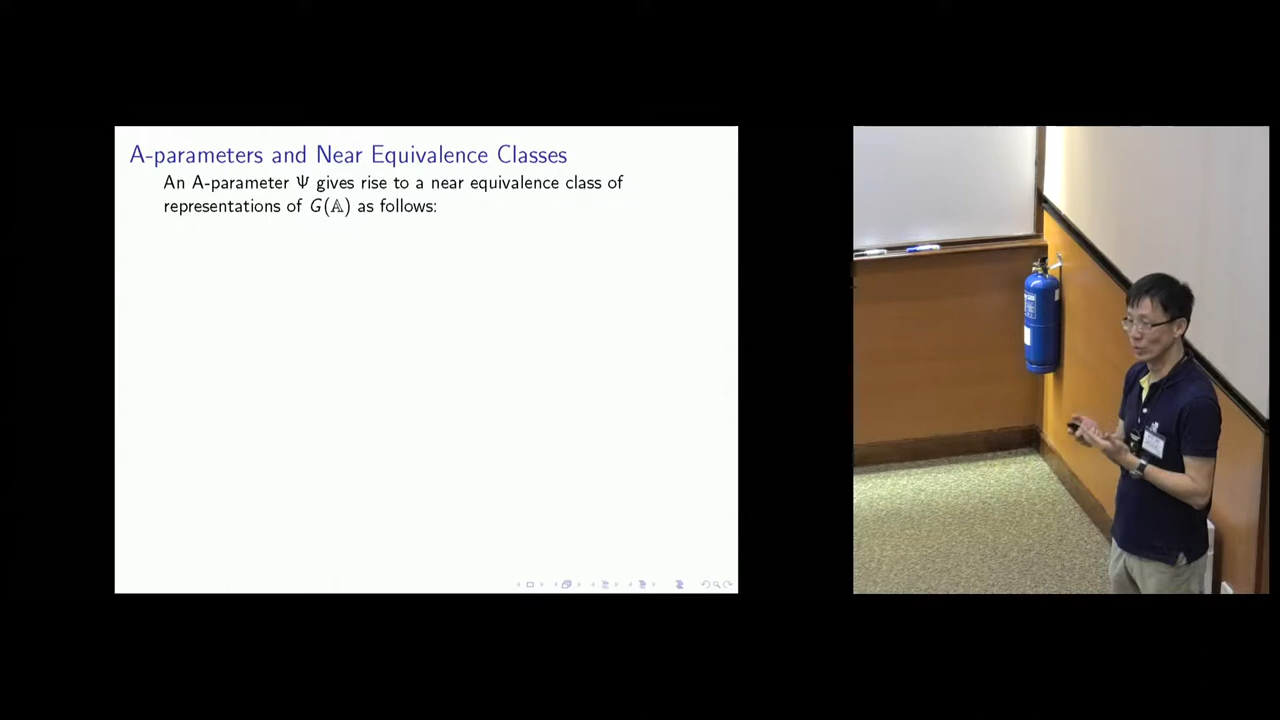 A-parameters and Near Equivalence Classes
An A-parameter Ψ gives rise to a near equivalence class of
representations of G(𝔸) as follows: